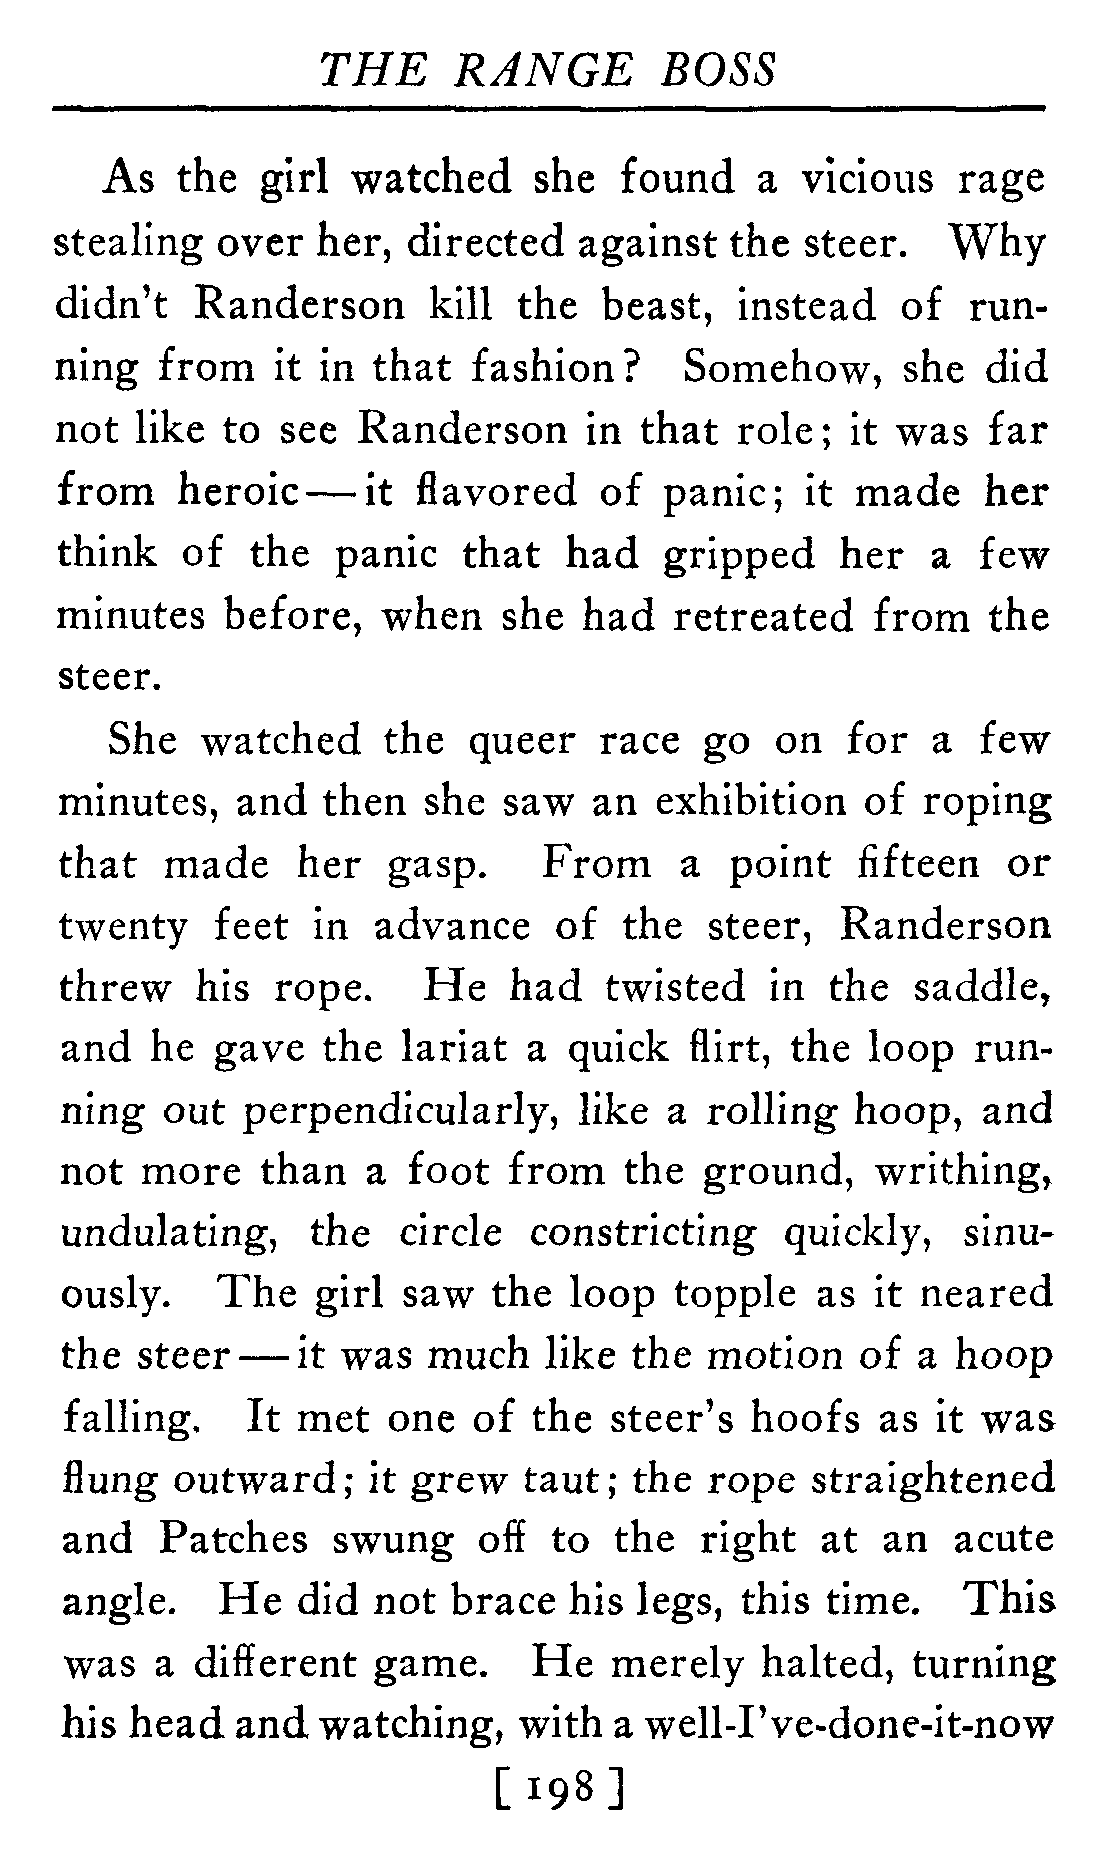 THE RANGE BOSS
As the girl watched she found a vicious rage
stealing over her, directed against the steer. Why
didn't Randerson kill the beast, instead of run-
ning from it in that fashion? Somehow, she did
not like to see Randerson in that role; it was far
from heroic—it flavored of panic; it made her
think of the panic that had gripped her a few
minutes before, when she had retreated from the
steer.
She watched the queer race go on for a few
minutes, and then she saw an exhibition of roping
that made her gasp. From a point fifteen or
twenty feet in advance of the steer, Randerson
threw his rope. He had twisted in the saddle,
and he gave the lariat a quick flirt, the loop run-
ning out perpendicularly, like a rolling hoop, and
not more than a foot from the ground, writhing,
undulating, the circle constricting quickly, sinu-
ously. The girl saw the loop topple as it neared
the steer—it was much like the motion of a hoop
falling. It met one of the steer's hoofs as it was
flung outward; it grew taut; the rope straightened
and Patches swung off to the right at an acute
angle. He did not brace his legs, this time. This
was a different game. He merely halted, turning
his head and watching, with a well-I've-done-it-now
[ 198 ]